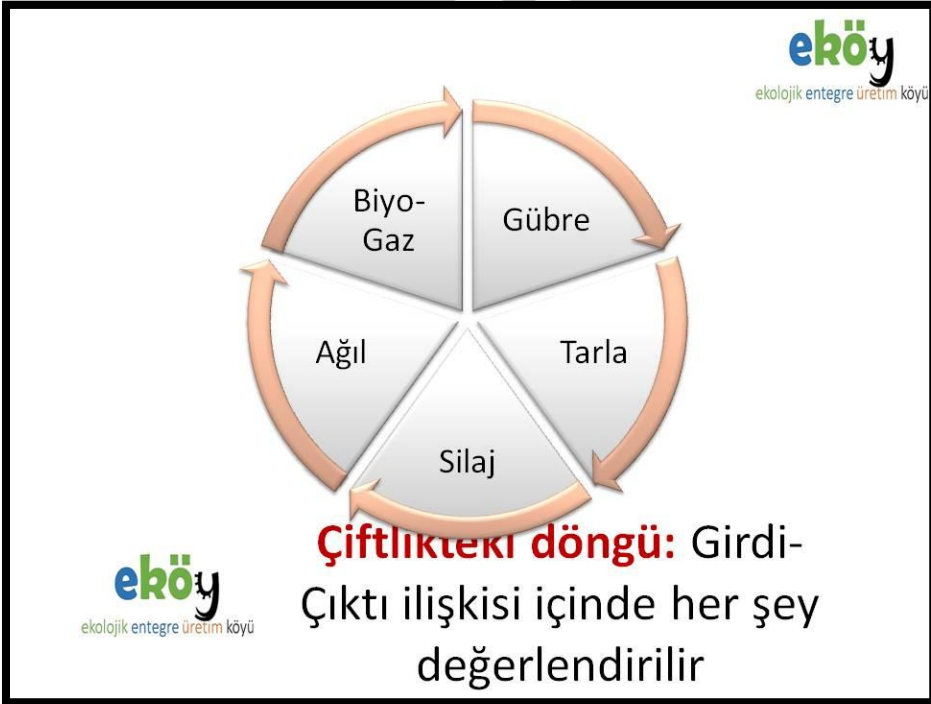 eköy
ekolojik entegre üretim köyü
Biyo-
Gaz
Gübre
Ağıl
Tarla
Silaj
Çiftlikteki döngü: Girdi-
Çıktı ilişkisi içinde her şey
değerlendirilir
eköy
ekolojik entegre üretim köyü